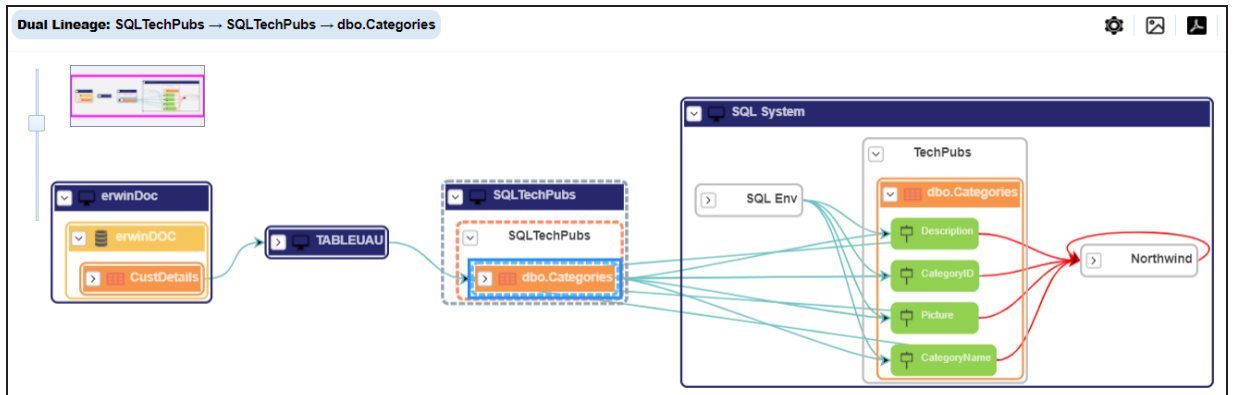 Dual Lineage: SQLTechPubs → SQLTechPubs → dbo.Categories
SQL System
TechPubs
erwinDoc
SQLTechPubs
SQL Env
dbo.Categories
erwinDOC
TABLEUAU
SQLTechPubs
Description
CustDetails
dbo.Categories
CategoryID
Northwind
Picture
CategoryName